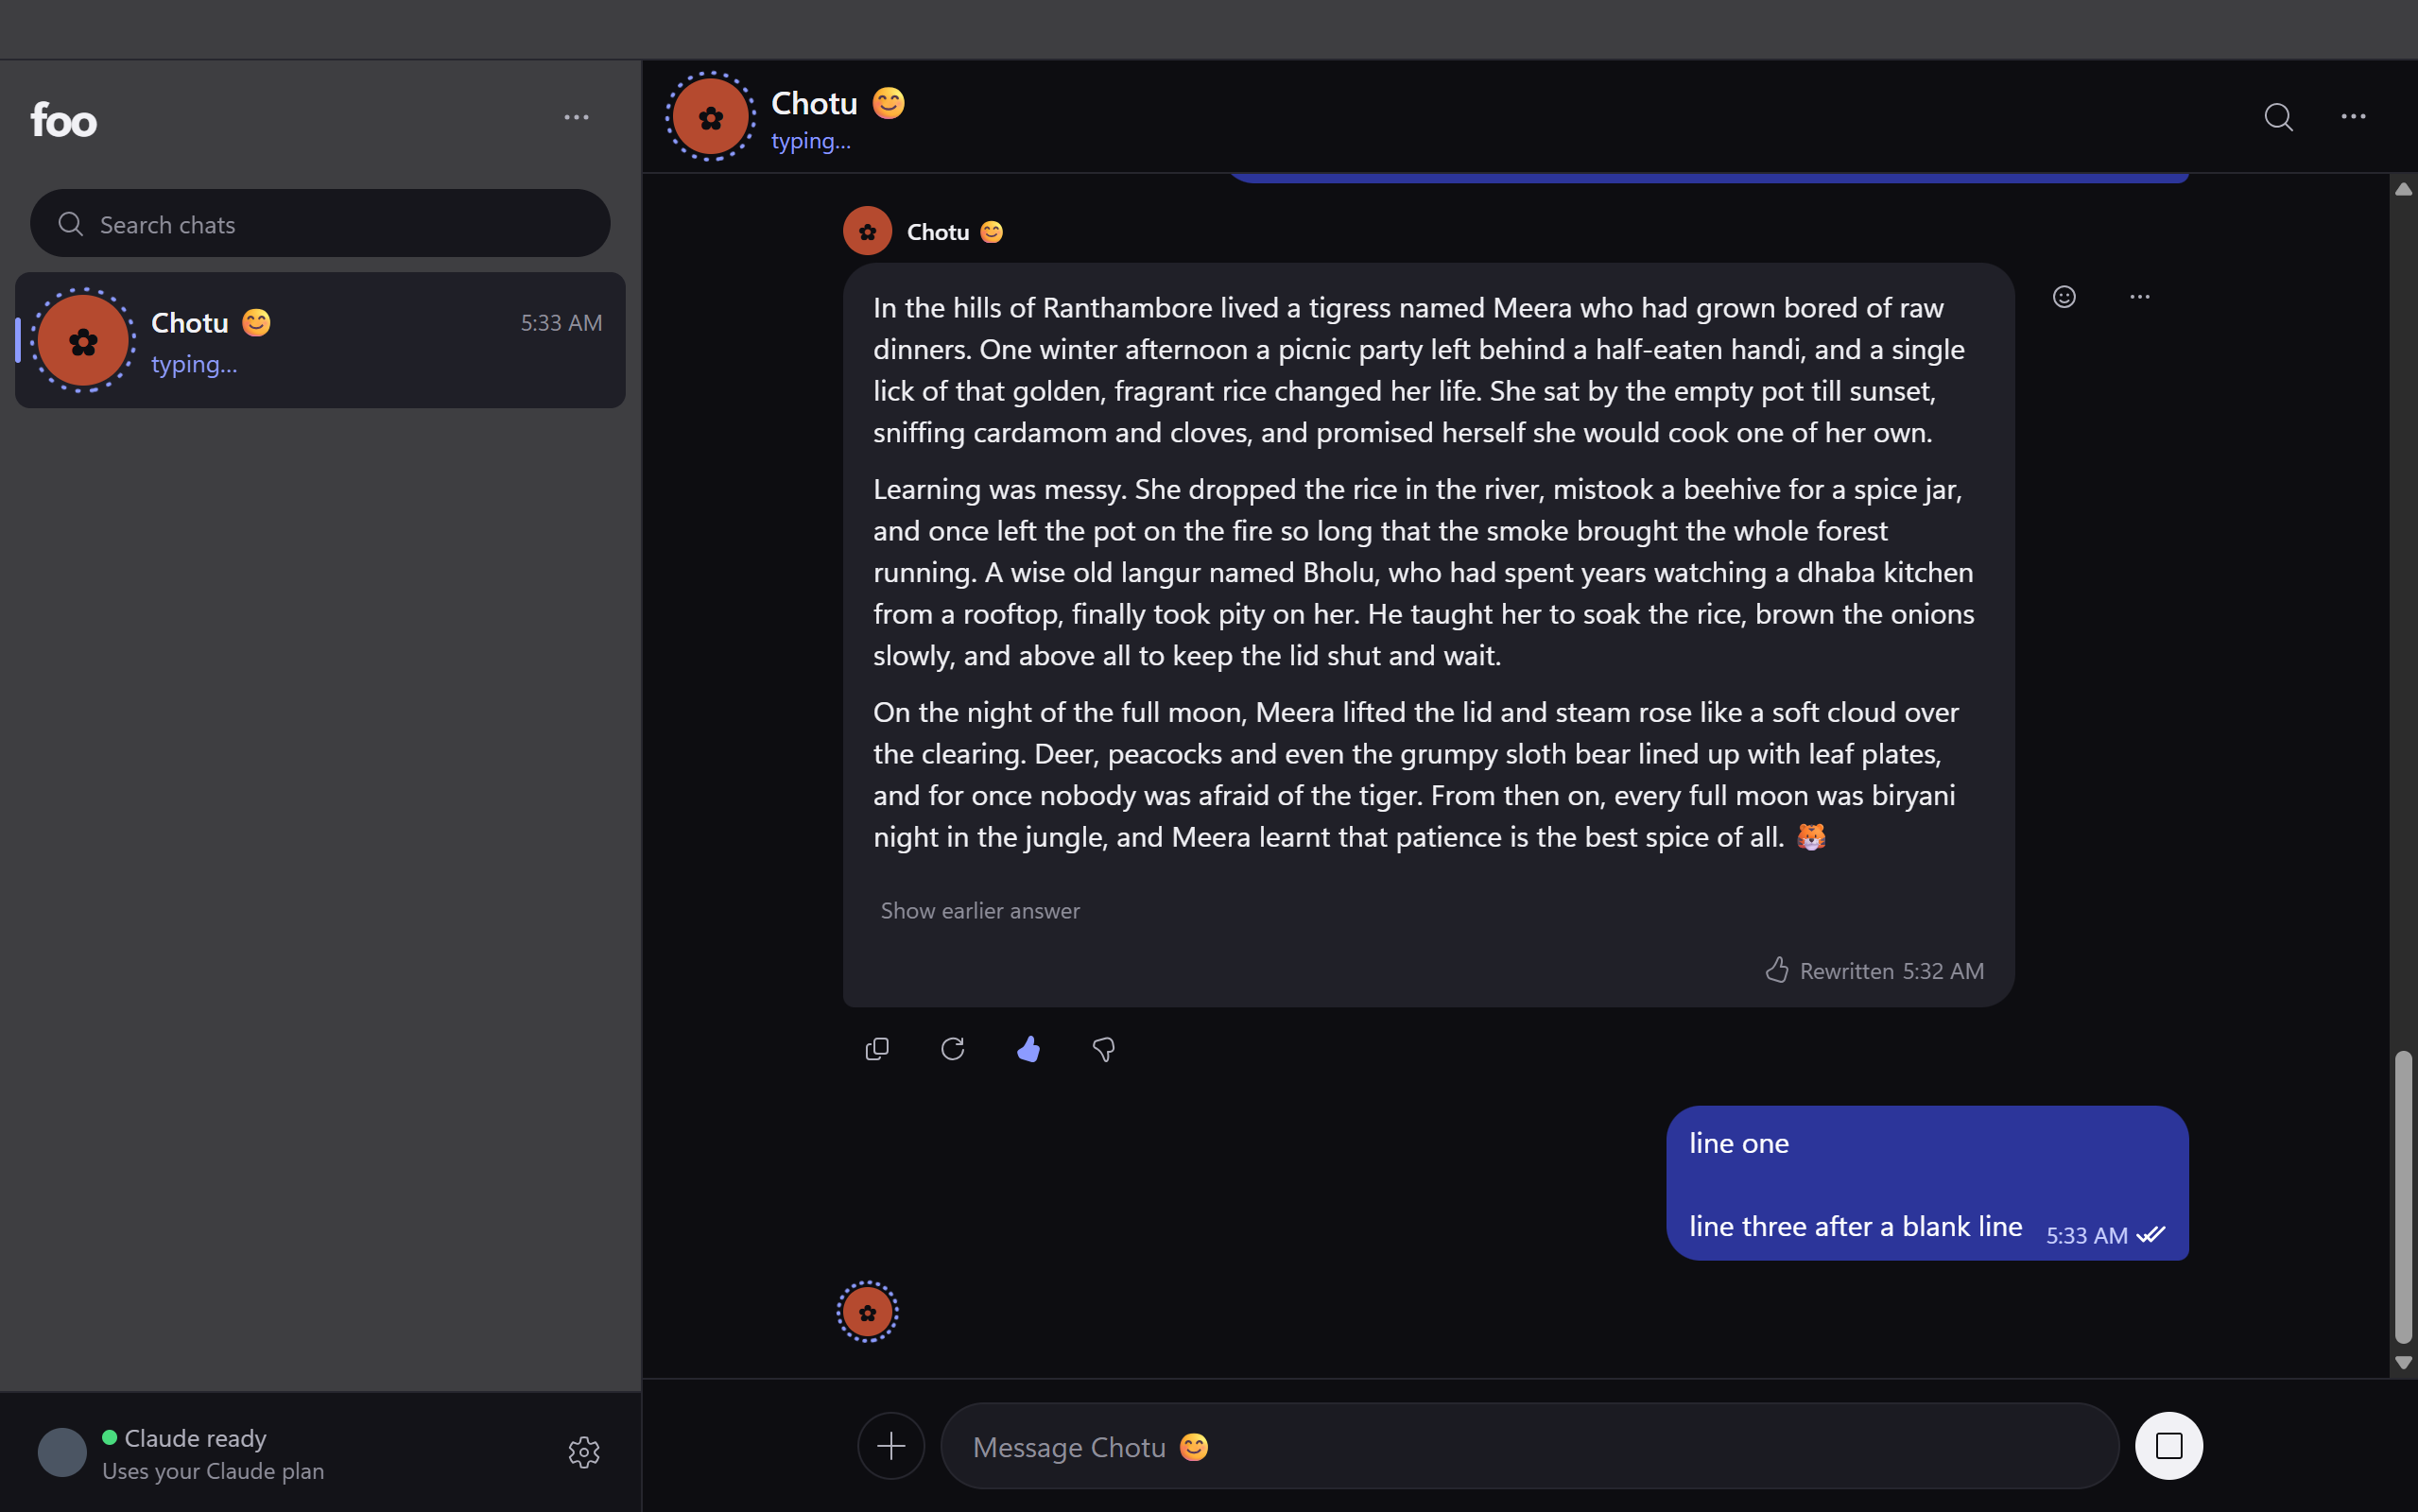 foo
Search chats
Chotu 😊
5:33 AM
typing...
Claude ready
Uses your Claude plan
Chotu 😊
typing...
Chotu 😊
In the hills of Ranthambore lived a tigress named Meera who had grown bored of raw
dinners. One winter afternoon a picnic party left behind a half-eaten handi, and a single
lick of that golden, fragrant rice changed her life. She sat by the empty pot till sunset,
sniffing cardamom and cloves, and promised herself she would cook one of her own.
Learning was messy. She dropped the rice in the river, mistook a beehive for a spice jar,
and once left the pot on the fire so long that the smoke brought the whole forest
running. A wise old langur named Bholu, who had spent years watching a dhaba kitchen
from a rooftop, finally took pity on her. He taught her to soak the rice, brown the onions
slowly, and above all to keep the lid shut and wait.
On the night of the full moon, Meera lifted the lid and steam rose like a soft cloud over
the clearing. Deer, peacocks and even the grumpy sloth bear lined up with leaf plates,
and for once nobody was afraid of the tiger. From then on, every full moon was biryani
night in the jungle, and Meera learnt that patience is the best spice of all. 🐯
Show earlier answer
Rewritten 5:32 AM
line one
line three after a blank line
5:33 AM
Message Chotu 😊